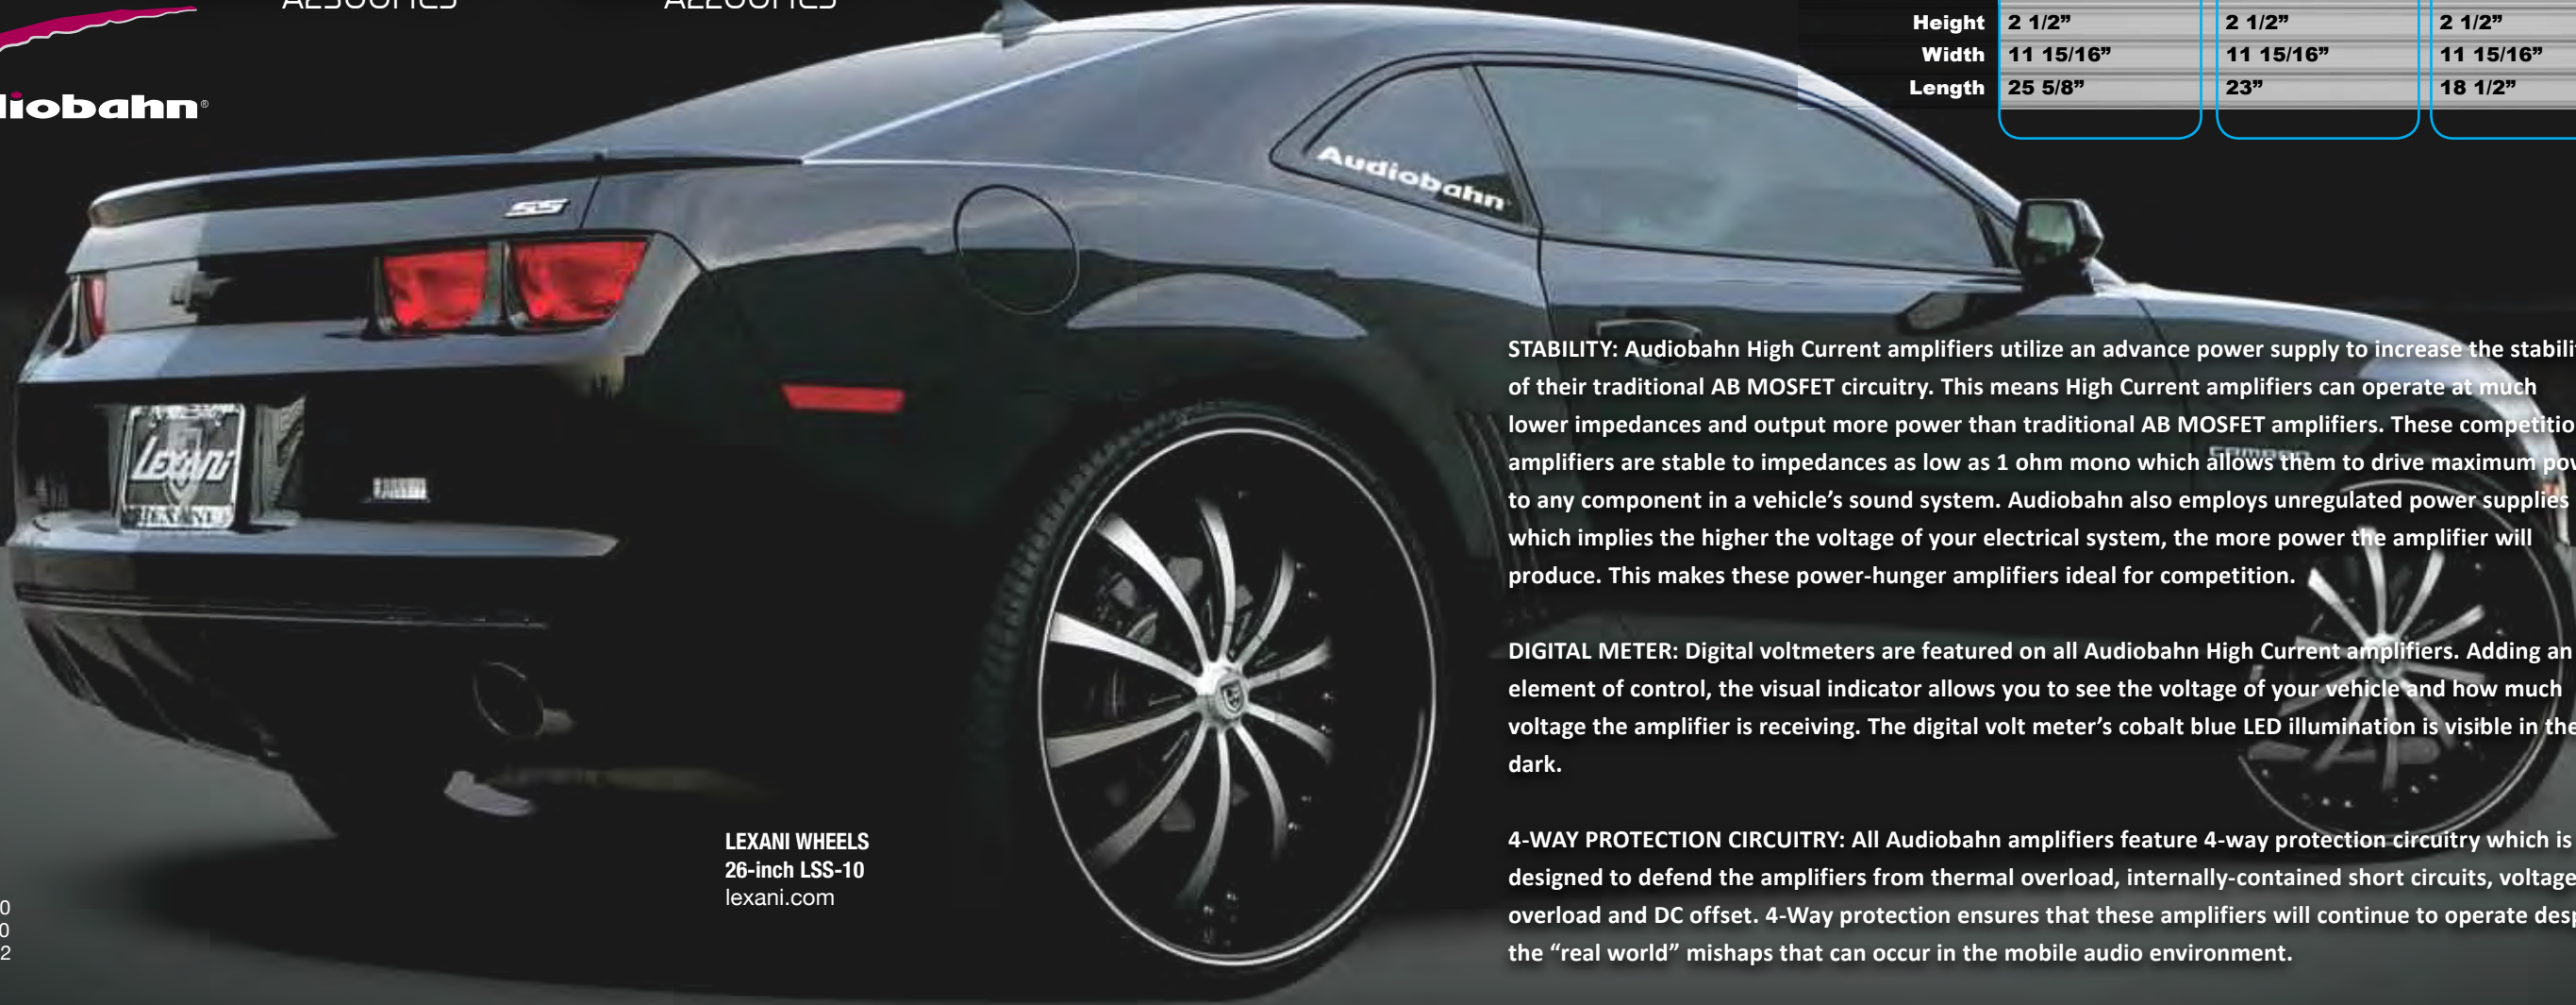 Height 2 1/2” 2 1/2” 2 1/2”
Width 11 15/16” 11 15/16” 11 15/16”
Length 25 5/8” 23” 18 1/2”
diobahn®
Audiobahn
SS
LEXANI
LEXANI
CAMARO
STABILITY: Audiobahn High Current amplifiers utilize an advance power supply to increase the stabili
of their traditional AB MOSFET circuitry. This means High Current amplifiers can operate at much
lower impedances and output more power than traditional AB MOSFET amplifiers. These competitio
amplifiers are stable to impedances as low as 1 ohm mono which allows them to drive maximum pow
to any component in a vehicle’s sound system. Audiobahn also employs unregulated power supplies
which implies the higher the voltage of your electrical system, the more power the amplifier will
produce. This makes these power-hunger amplifiers ideal for competition.
DIGITAL METER: Digital voltmeters are featured on all Audiobahn High Current amplifiers. Adding an
element of control, the visual indicator allows you to see the voltage of your vehicle and how much
voltage the amplifier is receiving. The digital volt meter’s cobalt blue LED illumination is visible in the
dark.
4-WAY PROTECTION CIRCUITRY: All Audiobahn amplifiers feature 4-way protection circuitry which is
designed to defend the amplifiers from thermal overload, internally-contained short circuits, voltage
overload and DC offset. 4-Way protection ensures that these amplifiers will continue to operate desp
the “real world” mishaps that can occur in the mobile audio environment.
LEXANI WHEELS
26-inch LSS-10
lexani.com
0
0
2